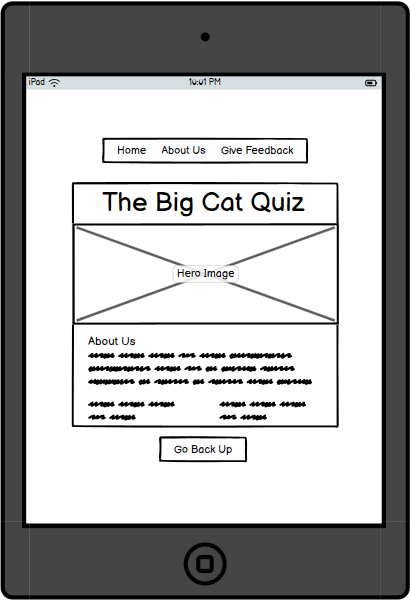 iPad 10:01 PM
Home About Us Give Feedback
The Big Cat Quiz
Hero Image
About Us
Go Back Up